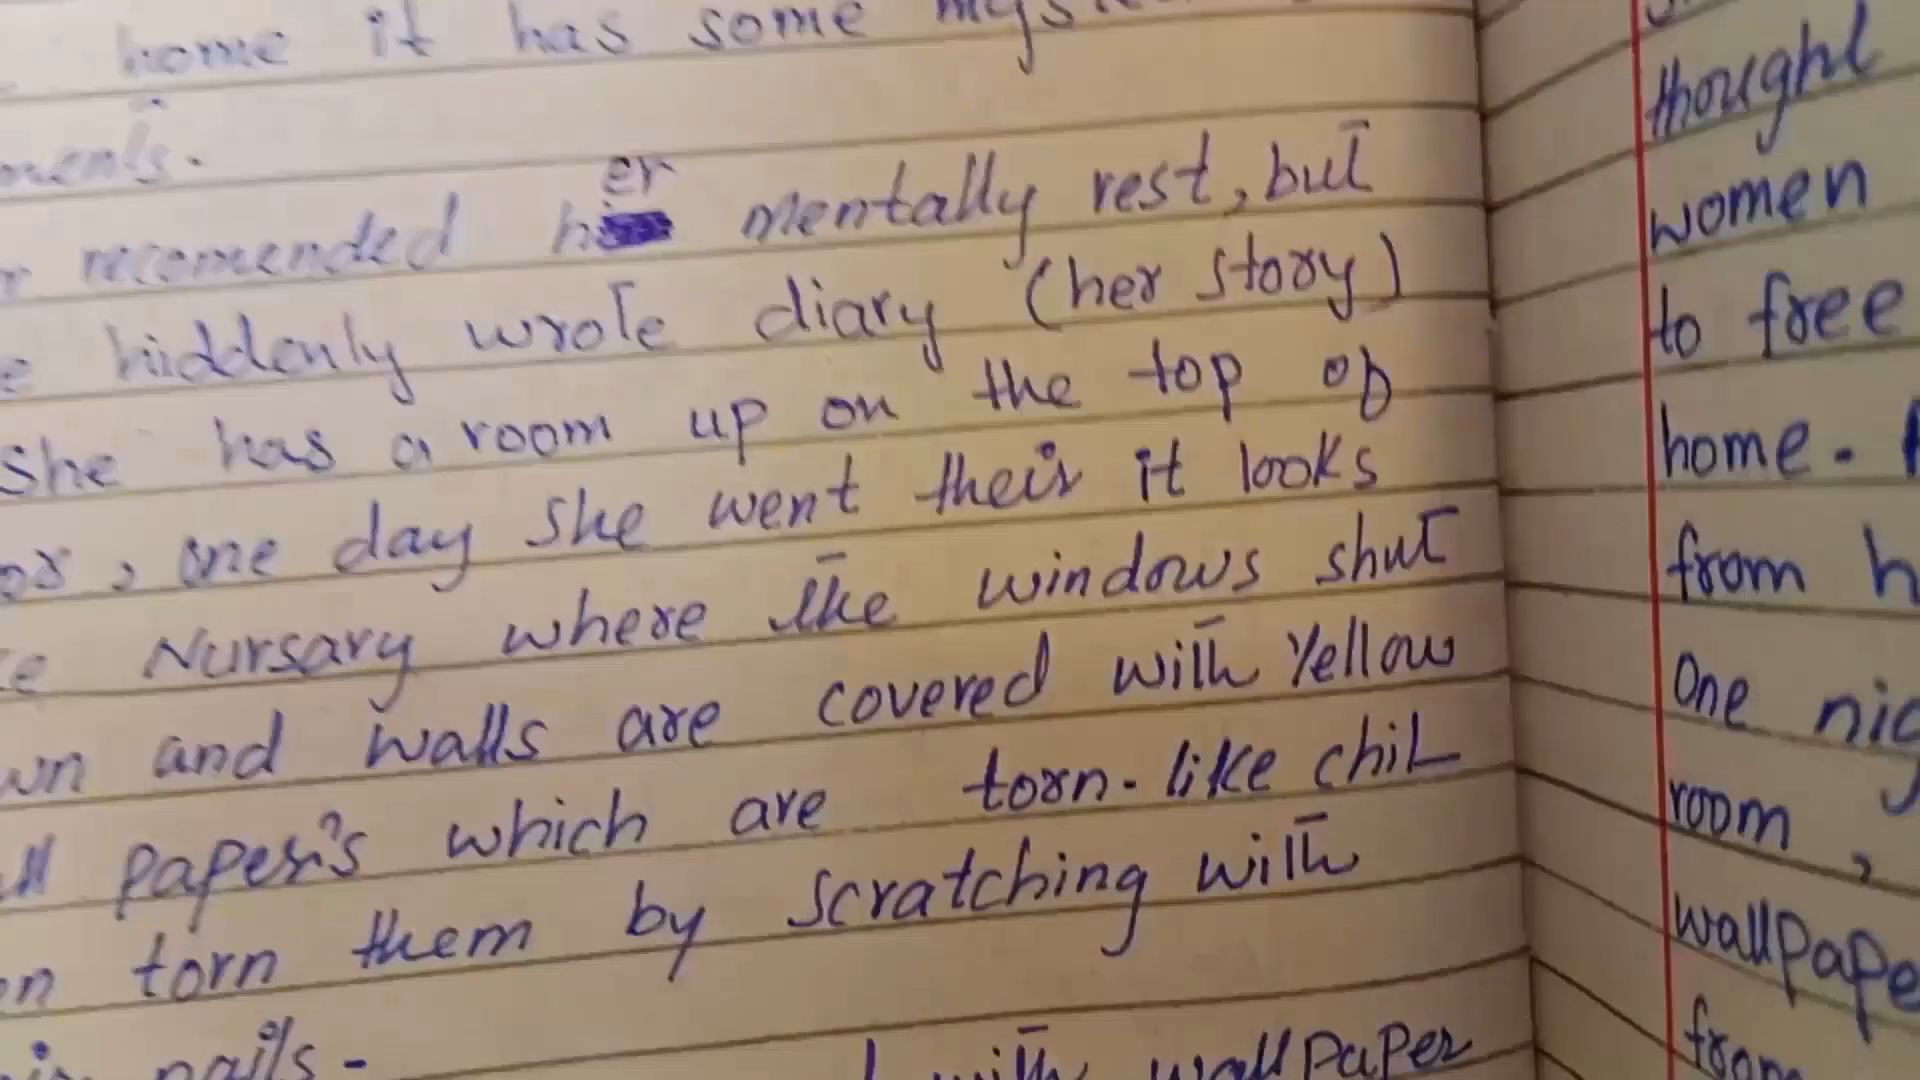 home it has some
recomended her mentally rest, but
hiddenly wrote diary (her story)
She has a room up on the top of
one day She went their it looks
Nursary where the windows shut
and walls are covered with Yellow
paper's which are torn. like chil
torn them by scratching with
nails.
with wallpaper
thought
women
to free
home.
from h
One nig
room,
wallpape
from